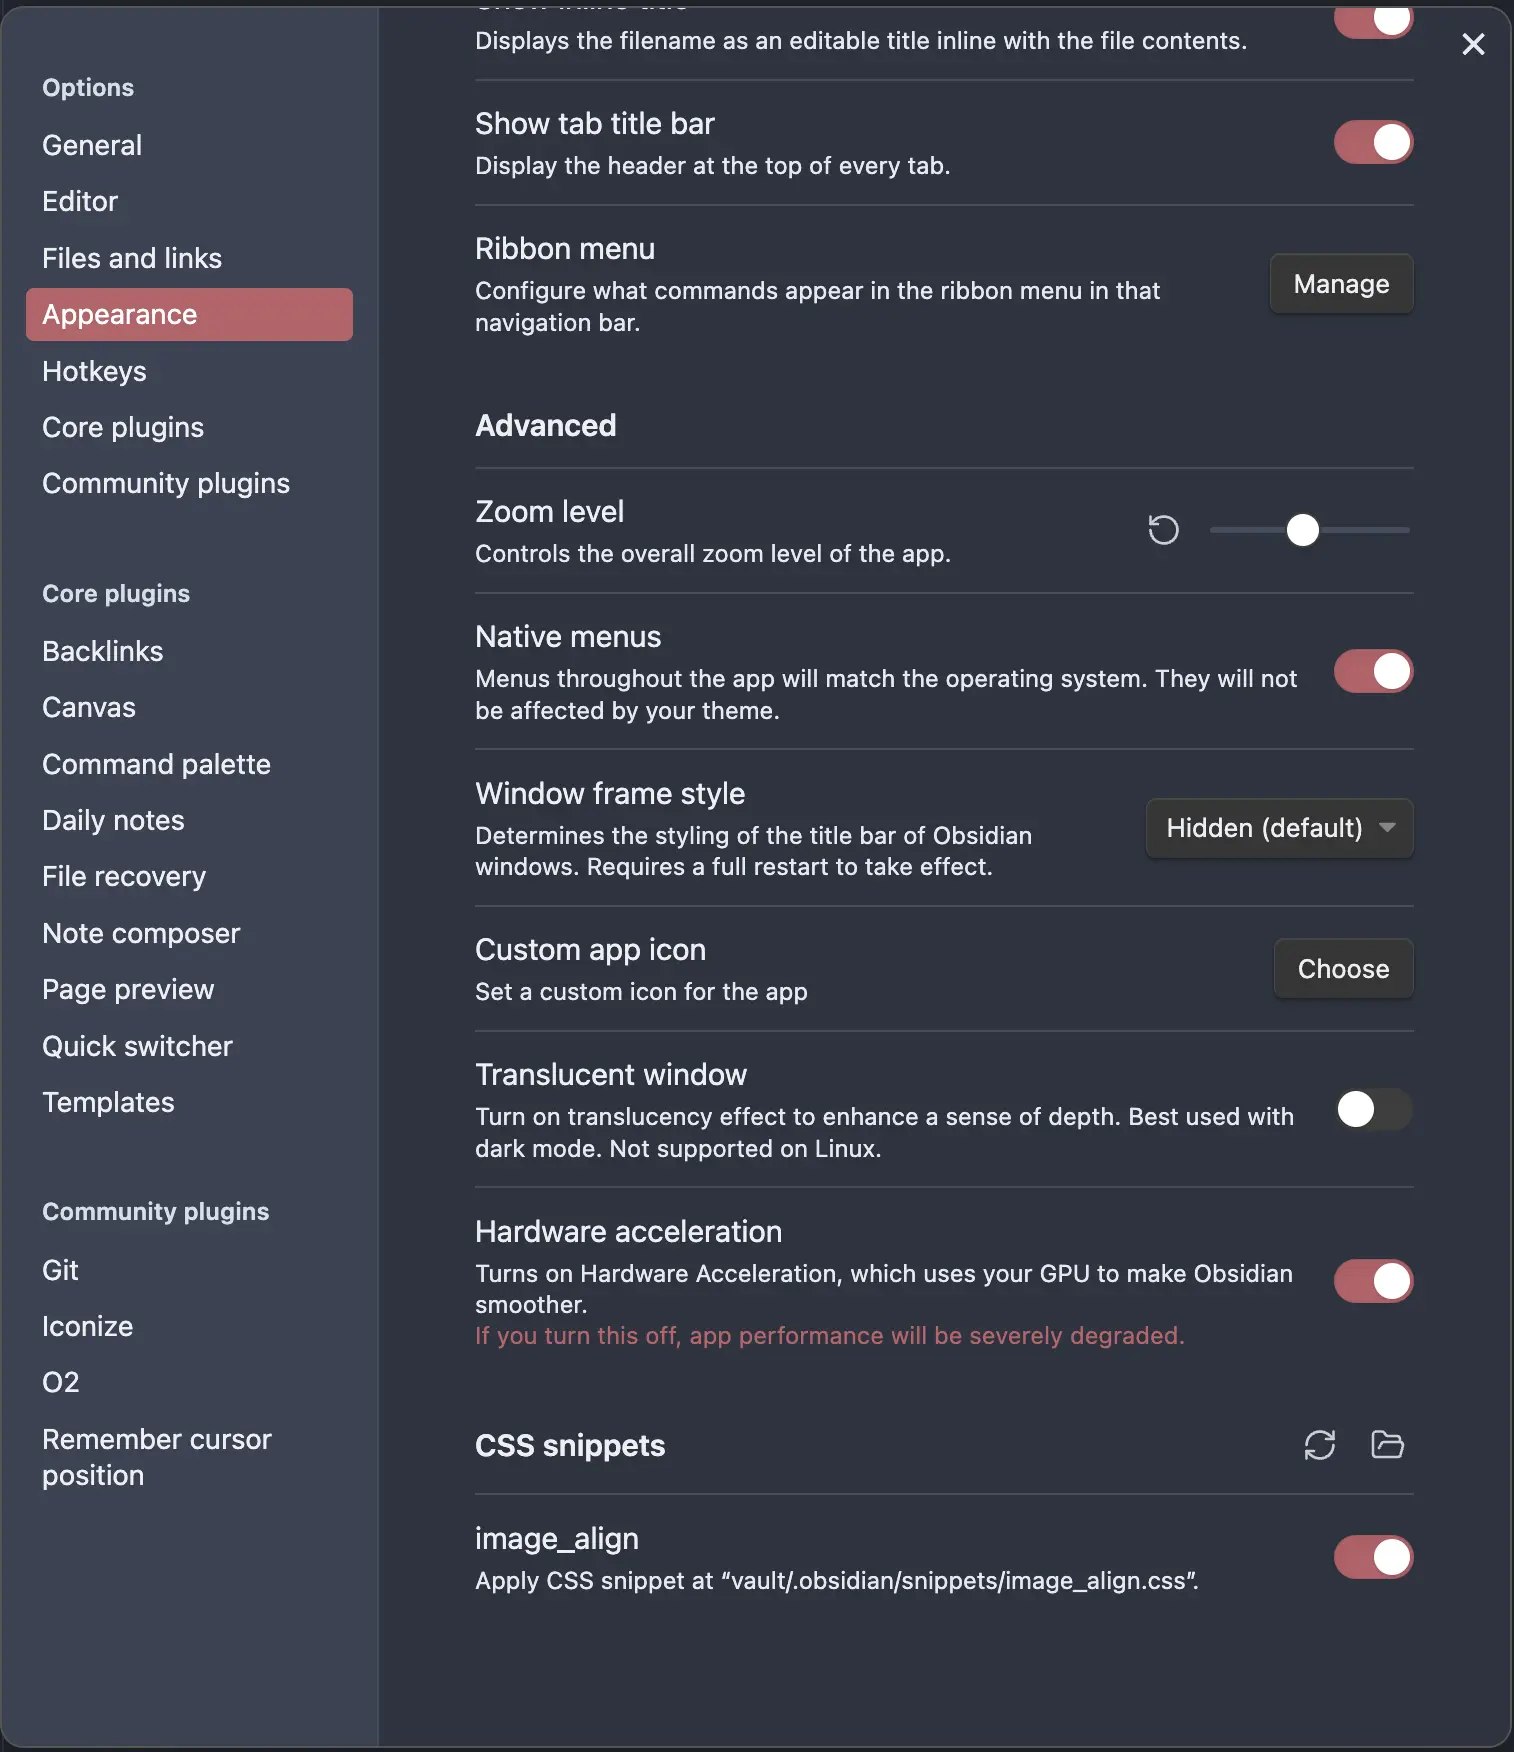 Options
General
Editor
Files and links
Appearance
Hotkeys
Core plugins
Community plugins
Core plugins
Backlinks
Canvas
Command palette
Daily notes
File recovery
Note composer
Page preview
Quick switcher
Templates
Community plugins
Git
Iconize
O2
Remember cursor
position
Displays the filename as an editable title inline with the file contents.
Show tab title bar
Display the header at the top of every tab.
Ribbon menu
Configure what commands appear in the ribbon menu in that
navigation bar.
Manage
Advanced
Zoom level
Controls the overall zoom level of the app.
Native menus
Menus throughout the app will match the operating system. They will not
be affected by your theme.
Window frame style
Determines the styling of the title bar of Obsidian
windows. Requires a full restart to take effect.
Hidden (default)
Custom app icon
Set a custom icon for the app
Choose
Translucent window
Turn on translucency effect to enhance a sense of depth. Best used with
dark mode. Not supported on Linux.
Hardware acceleration
Turns on Hardware Acceleration, which uses your GPU to make Obsidian
smoother.
If you turn this off, app performance will be severely degraded.
CSS snippets
image_align
Apply CSS snippet at “vault/.obsidian/snippets/image_align.css”.